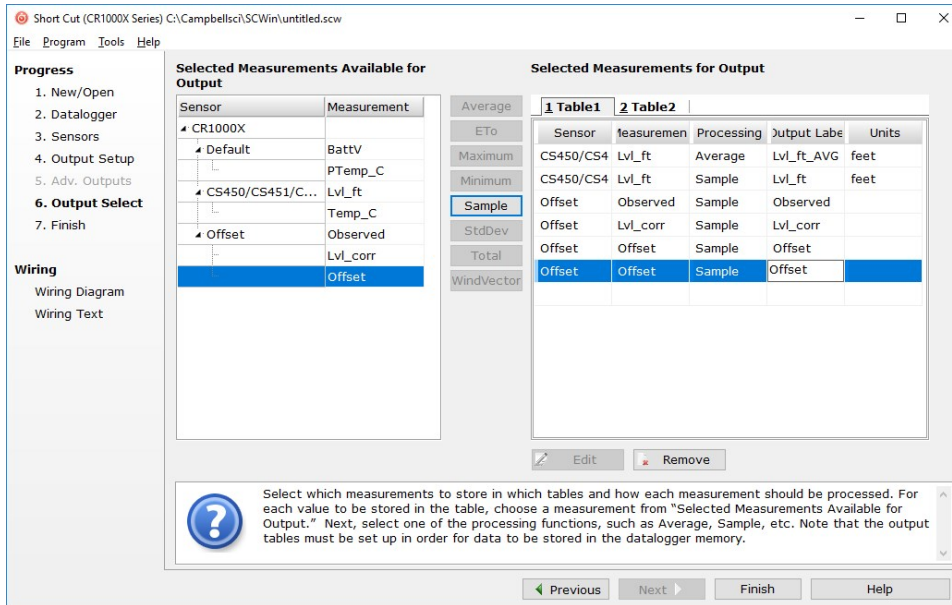 Short Cut (CR1000X Series) C:\Campbellsci\SCWin\untitled.scw
File Program Tools Help
Progress
1. New/Open
2. Datalogger
3. Sensors
4. Output Setup
5. Adv. Outputs
6. Output Select
7. Finish
Wiring
Wiring Diagram
Wiring Text
Selected Measurements Available for
Output
Sensor Measurement
CR1000X
Default BattV
PTemp_C
CS450/CS451/C... Lvl_ft
Temp_C
Offset Observed
Lvl_corr
Offset
Average
ETo
Maximum
Minimum
Sample
StdDev
Total
WindVector
Selected Measurements for Output
1 Table1 2 Table2
Sensor Measuremen Processing Output Labe Units
CS450/CS4 Lvl_ft Average Lvl_ft_AVG feet
CS450/CS4 Lvl_ft Sample Lvl_ft feet
Offset Observed Sample Observed
Offset Lvl_corr Sample Lvl_corr
Offset Offset Sample Offset
Offset Offset Sample Offset
Edit Remove
Select which measurements to store in which tables and how each measurement should be processed. For
each value to be stored in the table, choose a measurement from “Selected Measurements Available for
Output.” Next, select one of the processing functions, such as Average, Sample, etc. Note that the output
tables must be set up in order for data to be stored in the datalogger memory.
Previous Next Finish Help